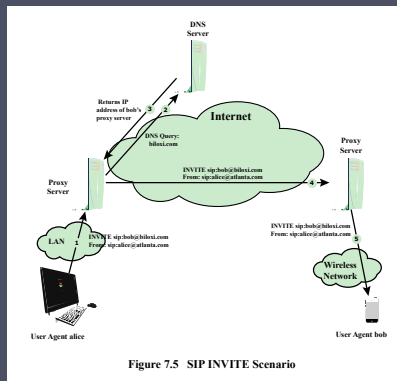 DNS
Server
3
2
Returns IP
address of bob's
proxy server
Internet
DNS Query:
biloxi.com
Proxy
Server
Proxy
Server
INVITE sip:bob@biloxi.com
From: sip:alice@atlanta.com
4
LAN
1
INVITE sip:bob@biloxi.com
From: sip:alice@atlanta.com
INVITE sip:bob@biloxi.com
From: sip:alice@atlanta.com
5
Wireless
Network
User Agent alice
User Agent bob
Figure 7.5 SIP INVITE Scenario